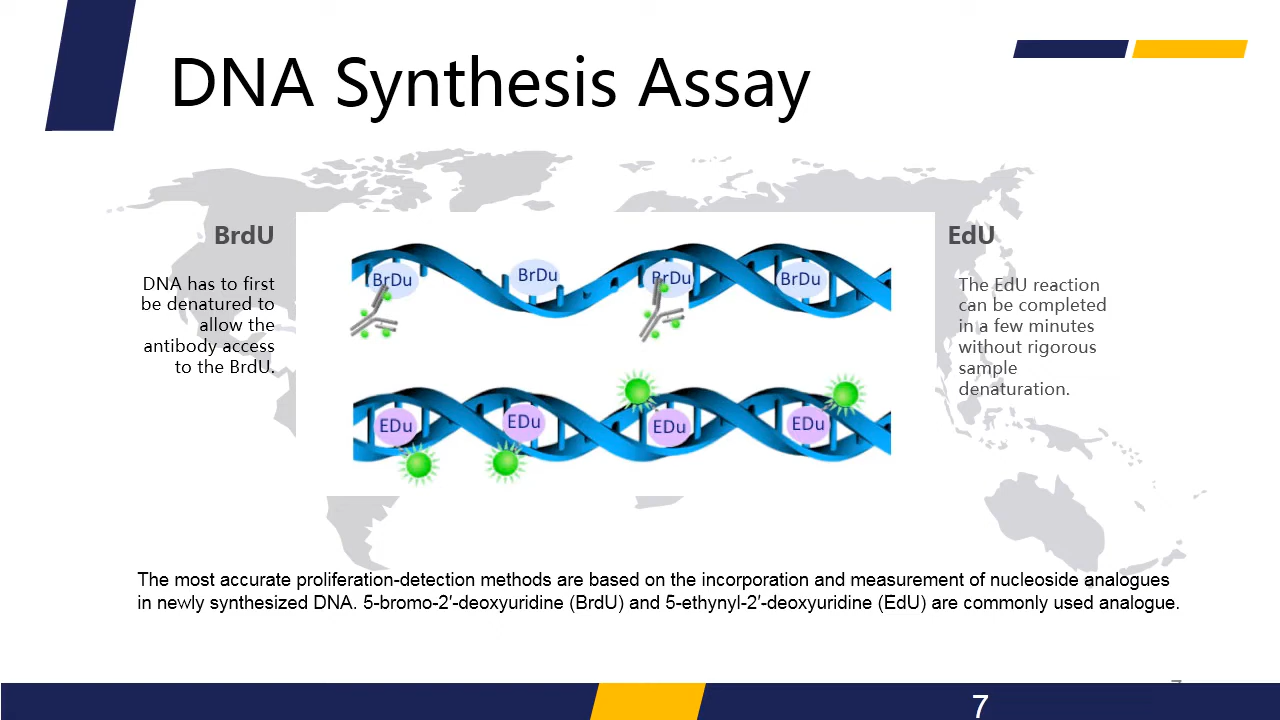 DNA Synthesis Assay
BrdU
DNA has to first
be denatured to
allow the
antibody access
to the BrdU.
BrDu
BrDu
BrDu
BrDu
EDu
EDu
EDu
EDu
EdU
The EdU reaction
can be completed
in a few minutes
without rigorous
sample
denaturation.
The most accurate proliferation-detection methods are based on the incorporation and measurement of nucleoside analogues
in newly synthesized DNA. 5-bromo-2′-deoxyuridine (BrdU) and 5-ethynyl-2′-deoxyuridine (EdU) are commonly used analogue.
7